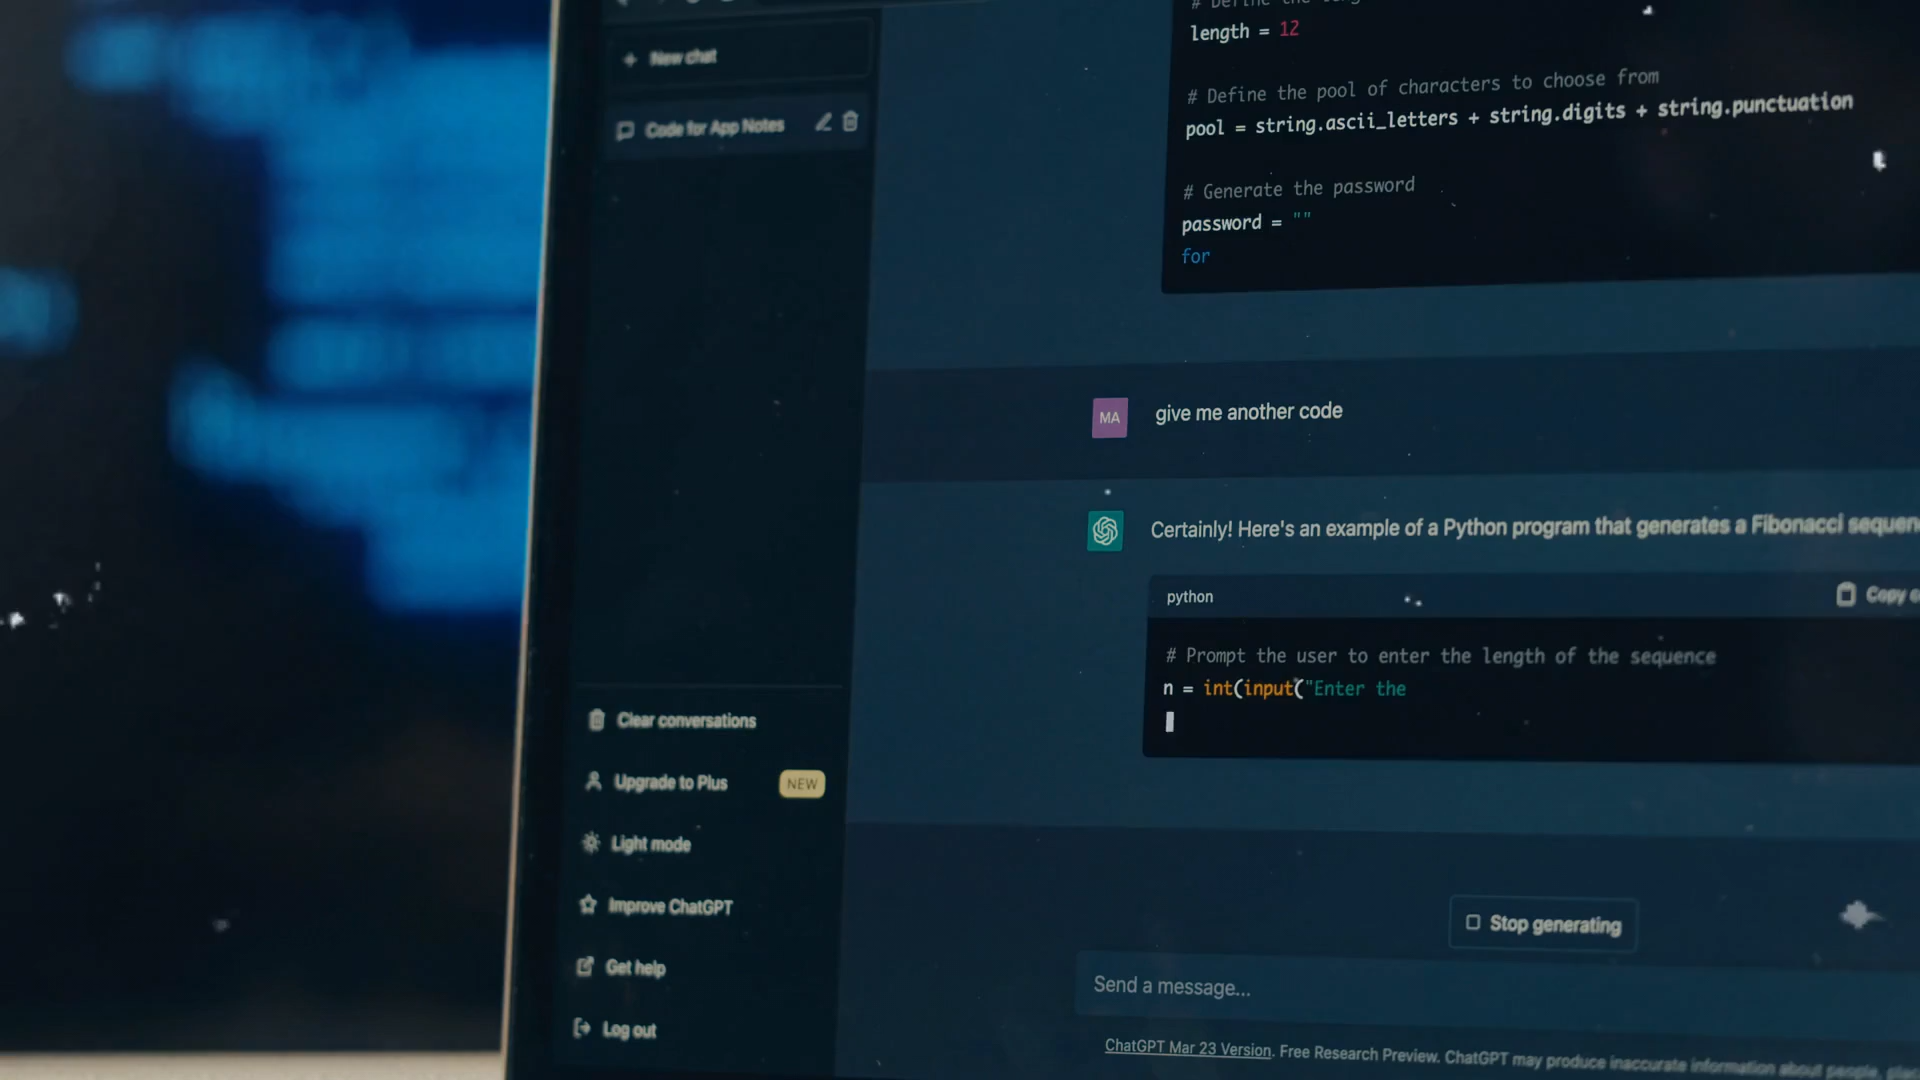 New chat
Code for App Notes
length = 12
# Define the pool of characters to choose from
pool = string.ascii_letters + string.digits + string.punctuation
# Generate the password
password = ""
for
MA give me another code
Certainly! Here's an example of a Python program that generates a Fibonacci
python
Copy
# Prompt the user to enter the length of the sequence
n = int(input("Enter the
Clear conversations
Upgrade to Plus NEW
Light mode
Improve ChatGPT
Get help
Log out
Stop generating
Send a message...
ChatGPT Mar 23 Version. Free Research Preview. ChatGPT may produce inaccurate information about people,